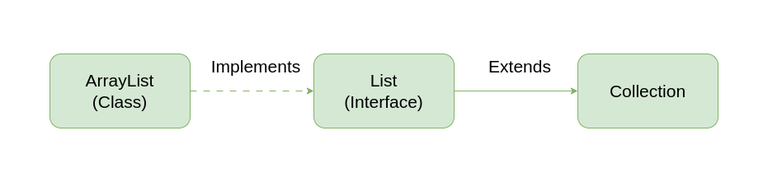 ArrayList
(Class)
Implements
List
(Interface)
Extends
Collection